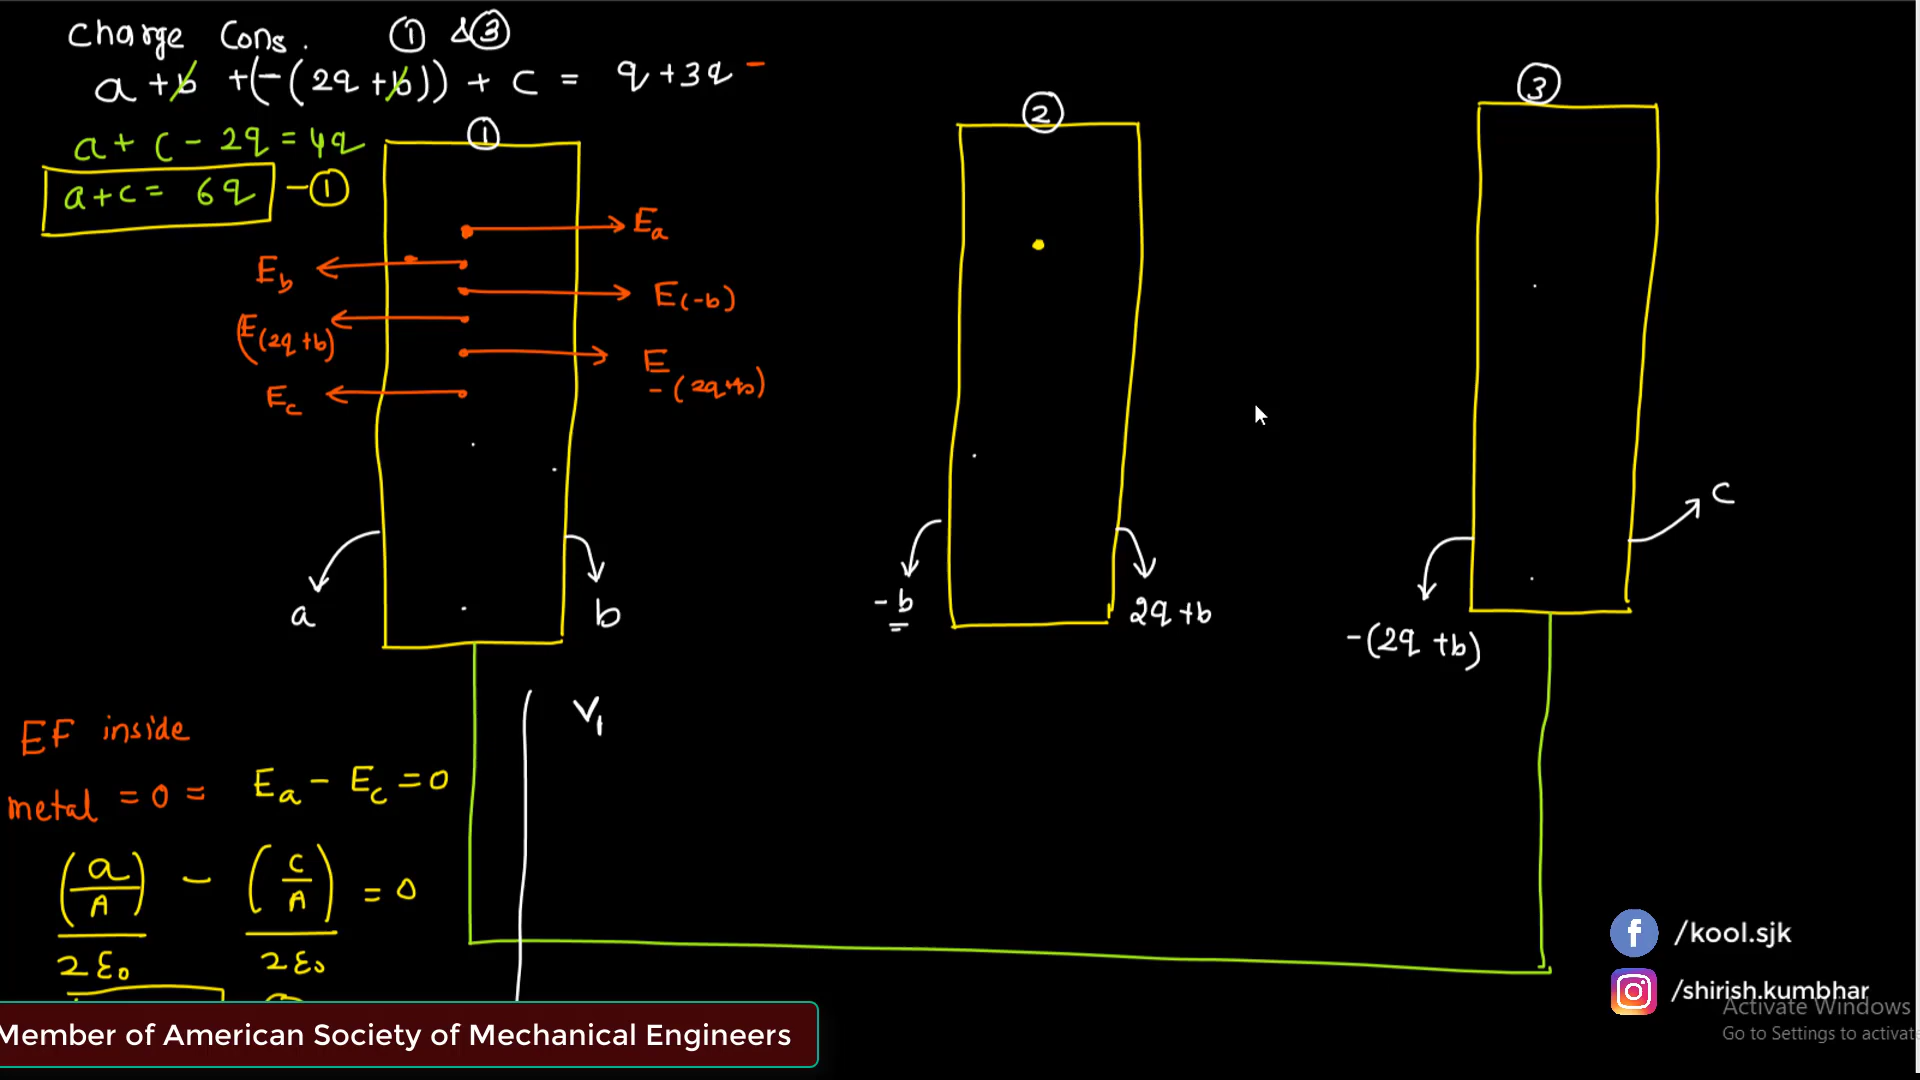 Charge Cons. ① & ③
a + b + (-(2q + b)) + c = q + 3q -
a + c - 2q = 4q
a + c = 6q - ①
①
②
③
Ea
Eb
E(-b)
E(2q + b)
E-(2q+b)
Ec
a
b
-b
2q + b
-(2q + b)
c
V1
EF inside
metal = 0 = Ea - Ec = 0
(a/A)/2ε0 - (c/A)/2ε0 = 0
/kool.sjk
/shirish.kumbhar
Activate Windows
Go to Settings to activat
Member of American Society of Mechanical Engineers